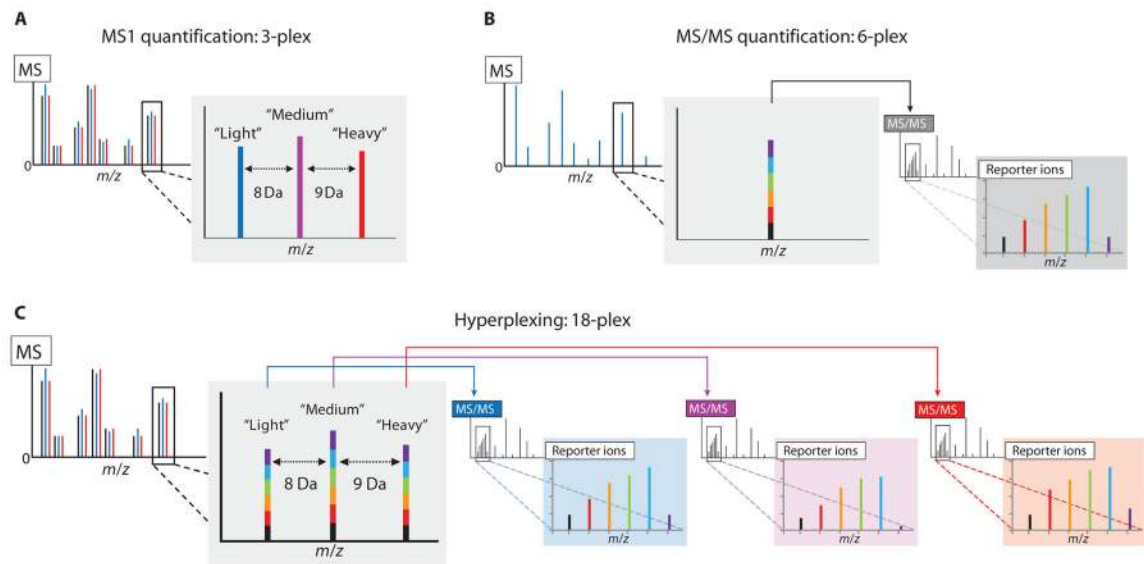 A
MS1 quantification: 3-plex
MS
0
m/z
"Light"
"Medium"
"Heavy"
8 Da
9 Da
m/z
B
MS/MS quantification: 6-plex
MS
0
m/z
m/z
MS/MS
Reporter ions
m/z
C
Hyperplexing: 18-plex
MS
0
m/z
"Light"
"Medium"
"Heavy"
8 Da
9 Da
m/z
MS/MS
Reporter ions
m/z
MS/MS
Reporter ions
m/z
MS/MS
Reporter ions
m/z